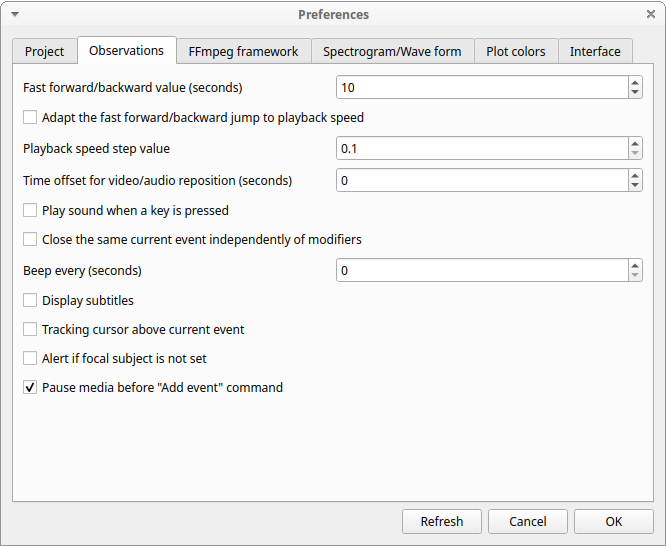 Preferences
Project Observations FFmpeg framework Spectrogram/Wave form Plot colors Interface
Fast forward/backward value (seconds) 10
Adapt the fast forward/backward jump to playback speed
Playback speed step value 0.1
Time offset for video/audio reposition (seconds) 0
Play sound when a key is pressed
Close the same current event independently of modifiers
Beep every (seconds) 0
Display subtitles
Tracking cursor above current event
Alert if focal subject is not set
Pause media before "Add event" command
Refresh Cancel OK